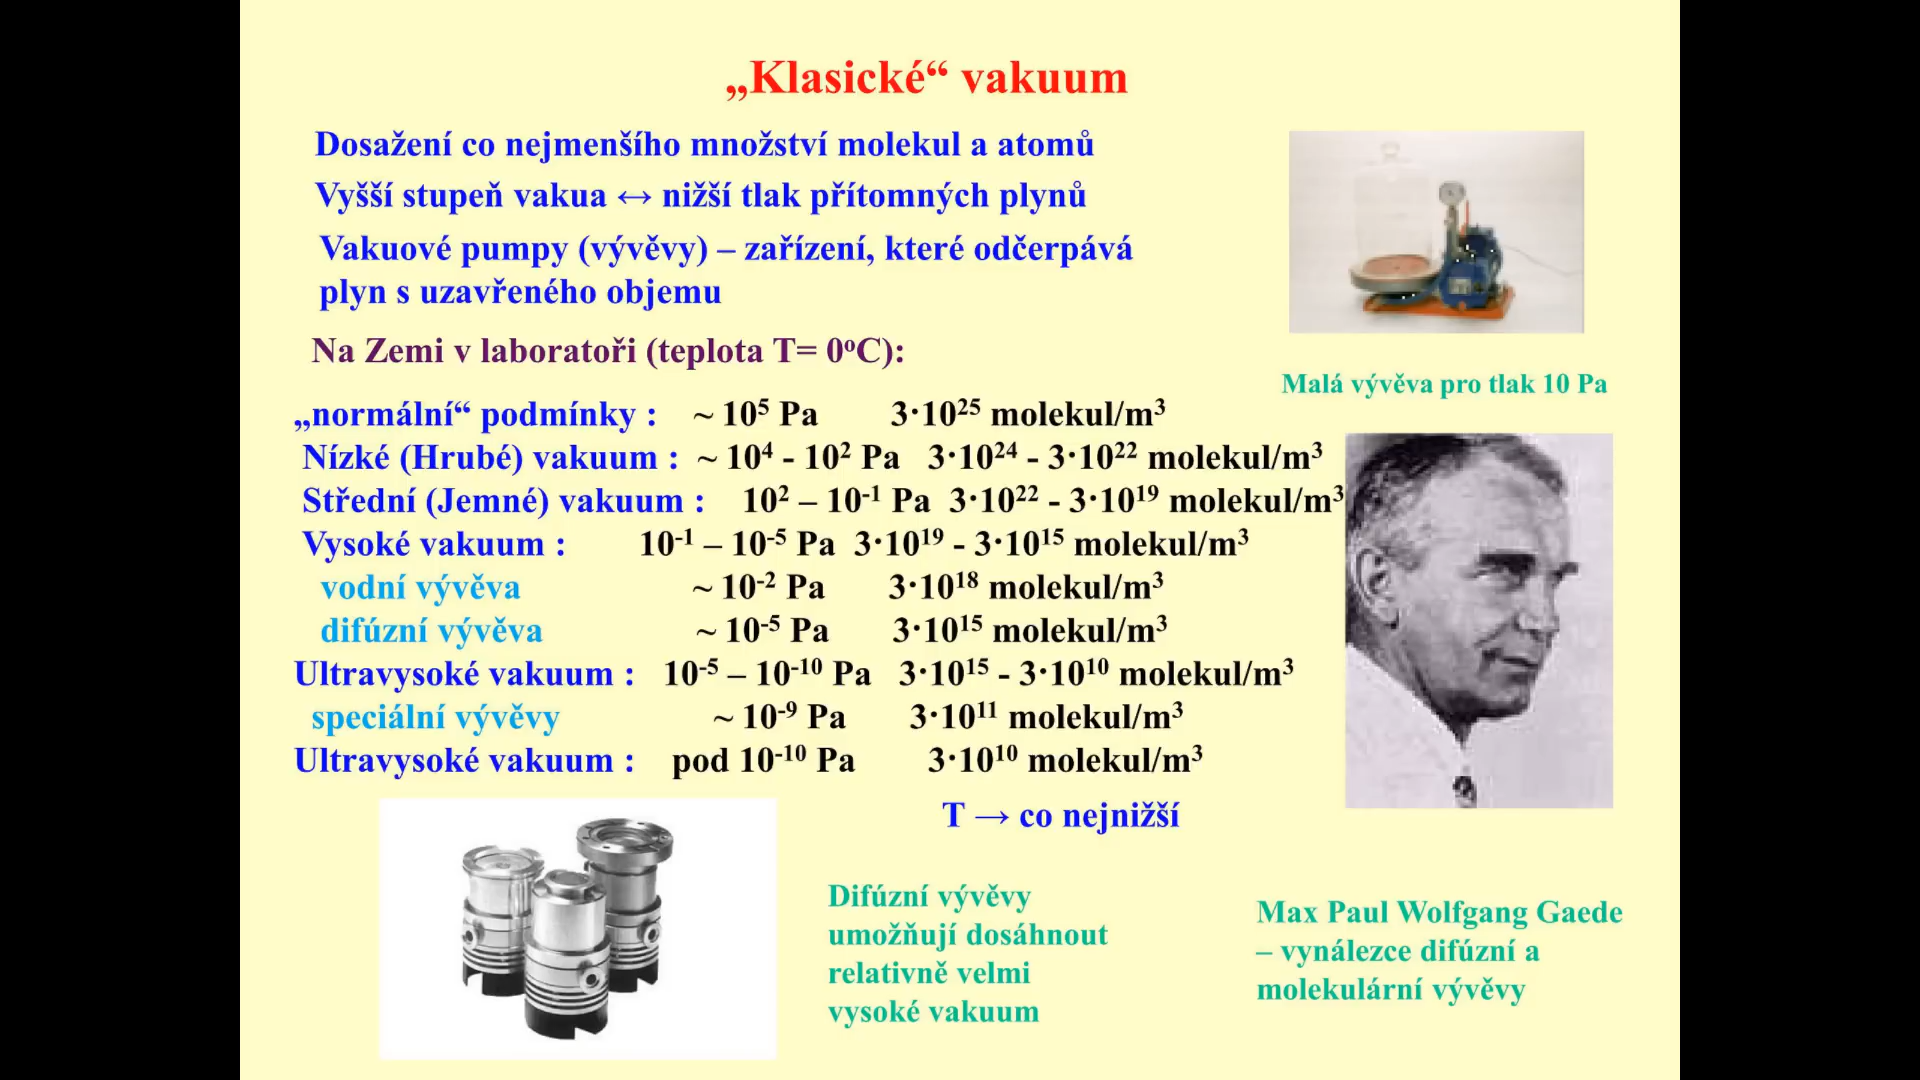 „Klasické“ vakuum
Dosažení co nejmenšího množství molekul a atomů
Vyšší stupeň vakua ↔ nižší tlak přítomných plynů
Vakuové pumpy (vývěvy) – zařízení, které odčerpává
plyn s uzavřeného objemu
Na Zemi v laboratoři (teplota T= 0ᵒC):
Malá vývěva pro tlak 10 Pa
„normální“ podmínky : ~ 10⁵ Pa 3·10²⁵ molekul/m³
Nízké (Hrubé) vakuum : ~ 10⁴ - 10² Pa 3·10²⁴ - 3·10²² molekul/m³
Střední (Jemné) vakuum : 10² – 10⁻¹ Pa 3·10²² - 3·10¹⁹ molekul/m³
Vysoké vakuum : 10⁻¹ – 10⁻⁵ Pa 3·10¹⁹ - 3·10¹⁵ molekul/m³
vodní vývěva ~ 10⁻² Pa 3·10¹⁸ molekul/m³
difúzní vývěva ~ 10⁻⁵ Pa 3·10¹⁵ molekul/m³
Ultravysoké vakuum : 10⁻⁵ – 10⁻¹⁰ Pa 3·10¹⁵ - 3·10¹⁰ molekul/m³
speciální vývěvy ~ 10⁻⁹ Pa 3·10¹¹ molekul/m³
Ultravysoké vakuum : pod 10⁻¹⁰ Pa 3·10¹⁰ molekul/m³
T → co nejnižší
Difúzní vývěvy
umožňují dosáhnout
relativně velmi
vysoké vakuum
Max Paul Wolfgang Gaede
– vynálezce difúzní a
molekulární vývěvy